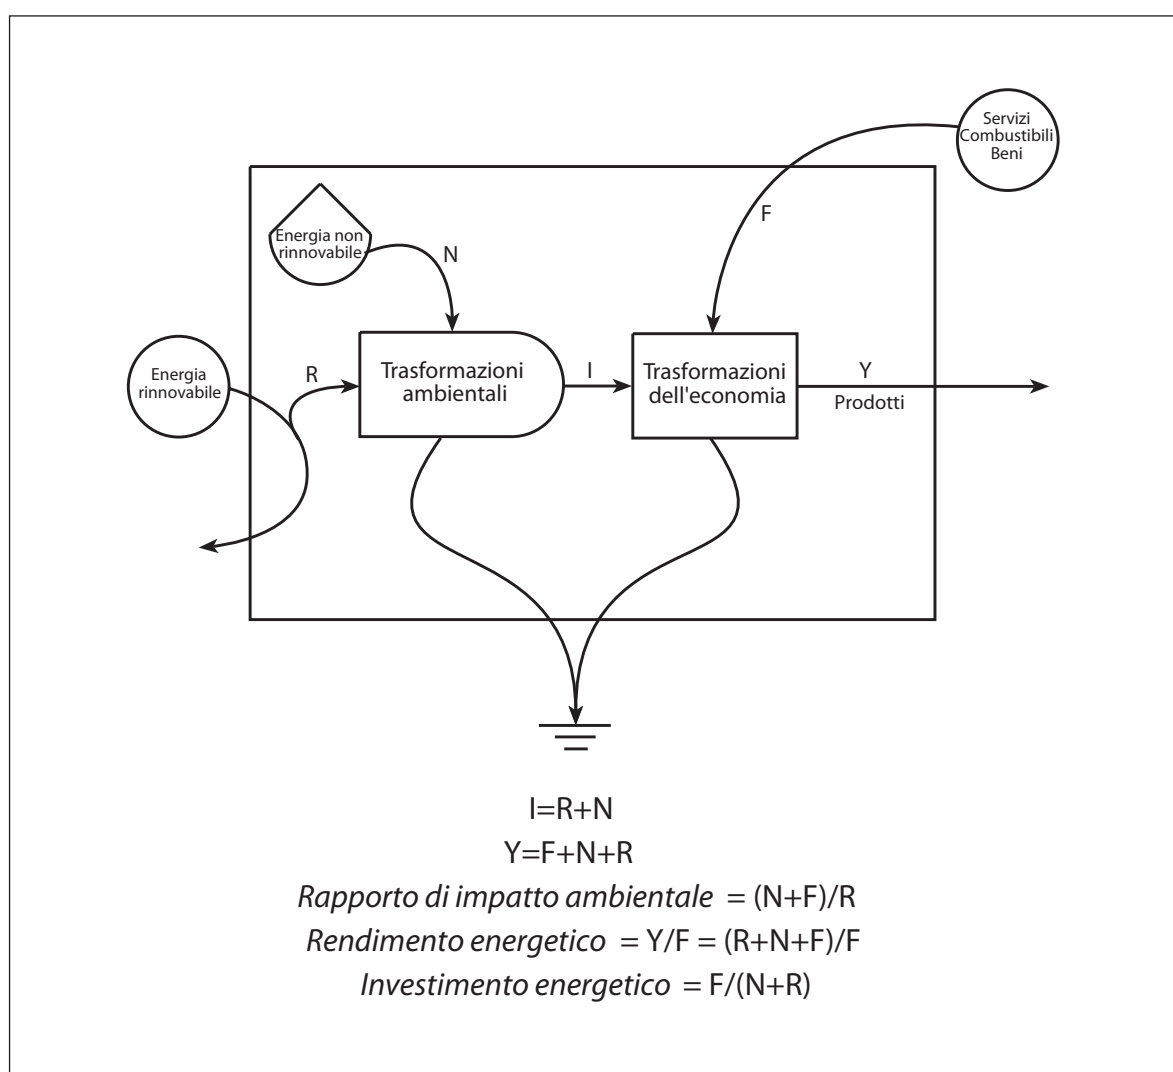 Servizi
Combustibili
Beni
F
Energia non
rinnovabile
N
Energia
rinnovabile
R
Trasformazioni
ambientali
I
Trasformazioni
dell'economia
Y
Prodotti
I=R+N
Y=F+N+R
Rapporto di impatto ambientale = (N+F)/R
Rendimento energetico = Y/F = (R+N+F)/F
Investimento energetico = F/(N+R)